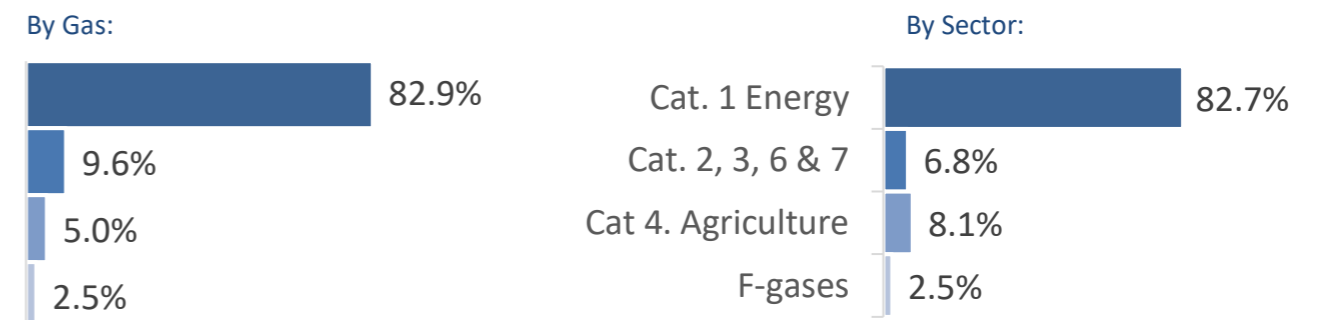 By Gas:
82.9%
9.6%
5.0%
2.5%
By Sector:
Cat. 1 Energy 82.7%
Cat. 2, 3, 6 & 7 6.8%
Cat 4. Agriculture 8.1%
F-gases 2.5%